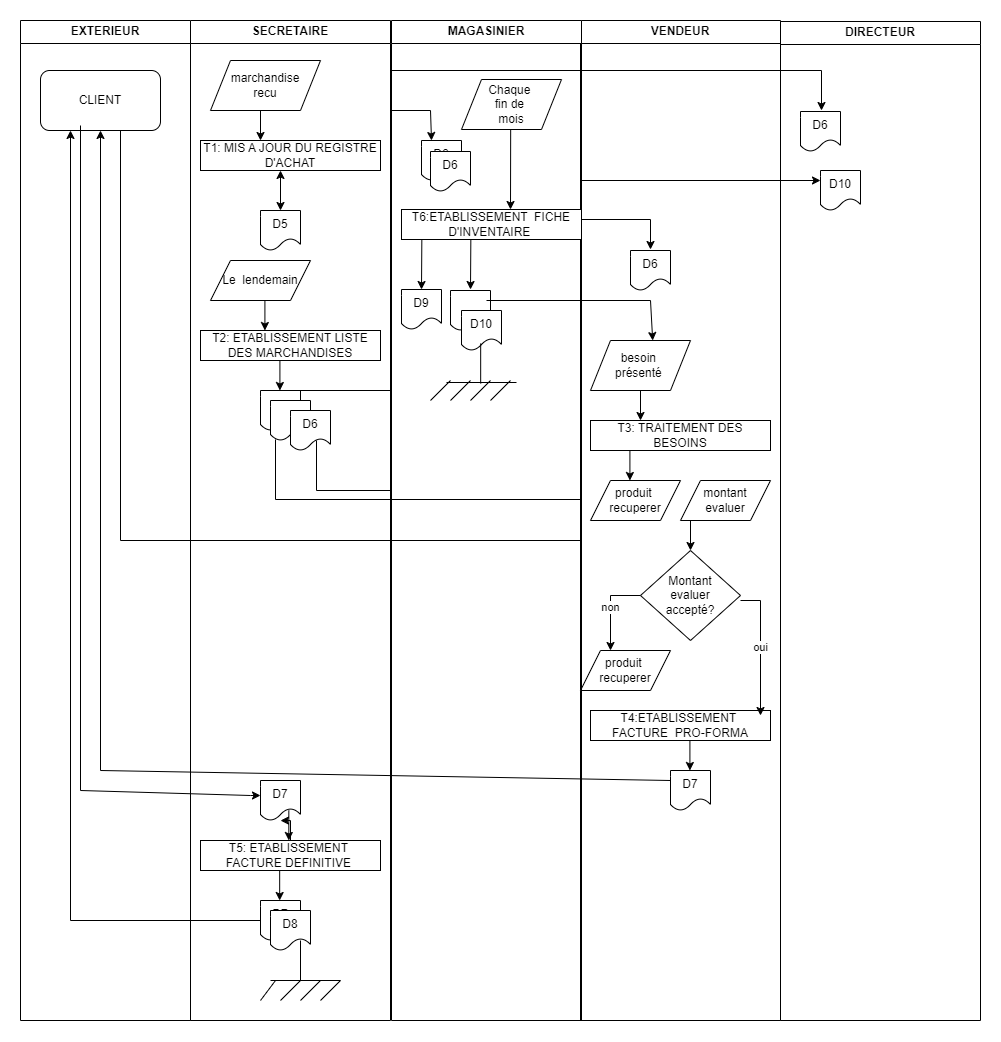 EXTERIEUR
SECRETAIRE
MAGASINIER
VENDEUR
DIRECTEUR
CLIENT
marchandise
recu
T1: MIS A JOUR DU REGISTRE
D'ACHAT
D5
Le lendemain
T2: ETABLISSEMENT LISTE
DES MARCHANDISES
D6
D7
T5: ETABLISSEMENT
FACTURE DEFINITIVE
D8
Chaque
fin de
mois
D6
T6:ETABLISSEMENT FICHE
D'INVENTAIRE
D9
D10
D6
besoin
présenté
T3: TRAITEMENT DES
BESOINS
produit
recuperer
montant
evaluer
Montant
evaluer
accepté?
non
oui
produit
recuperer
T4:ETABLISSEMENT
FACTURE PRO-FORMA
D7
D6
D10